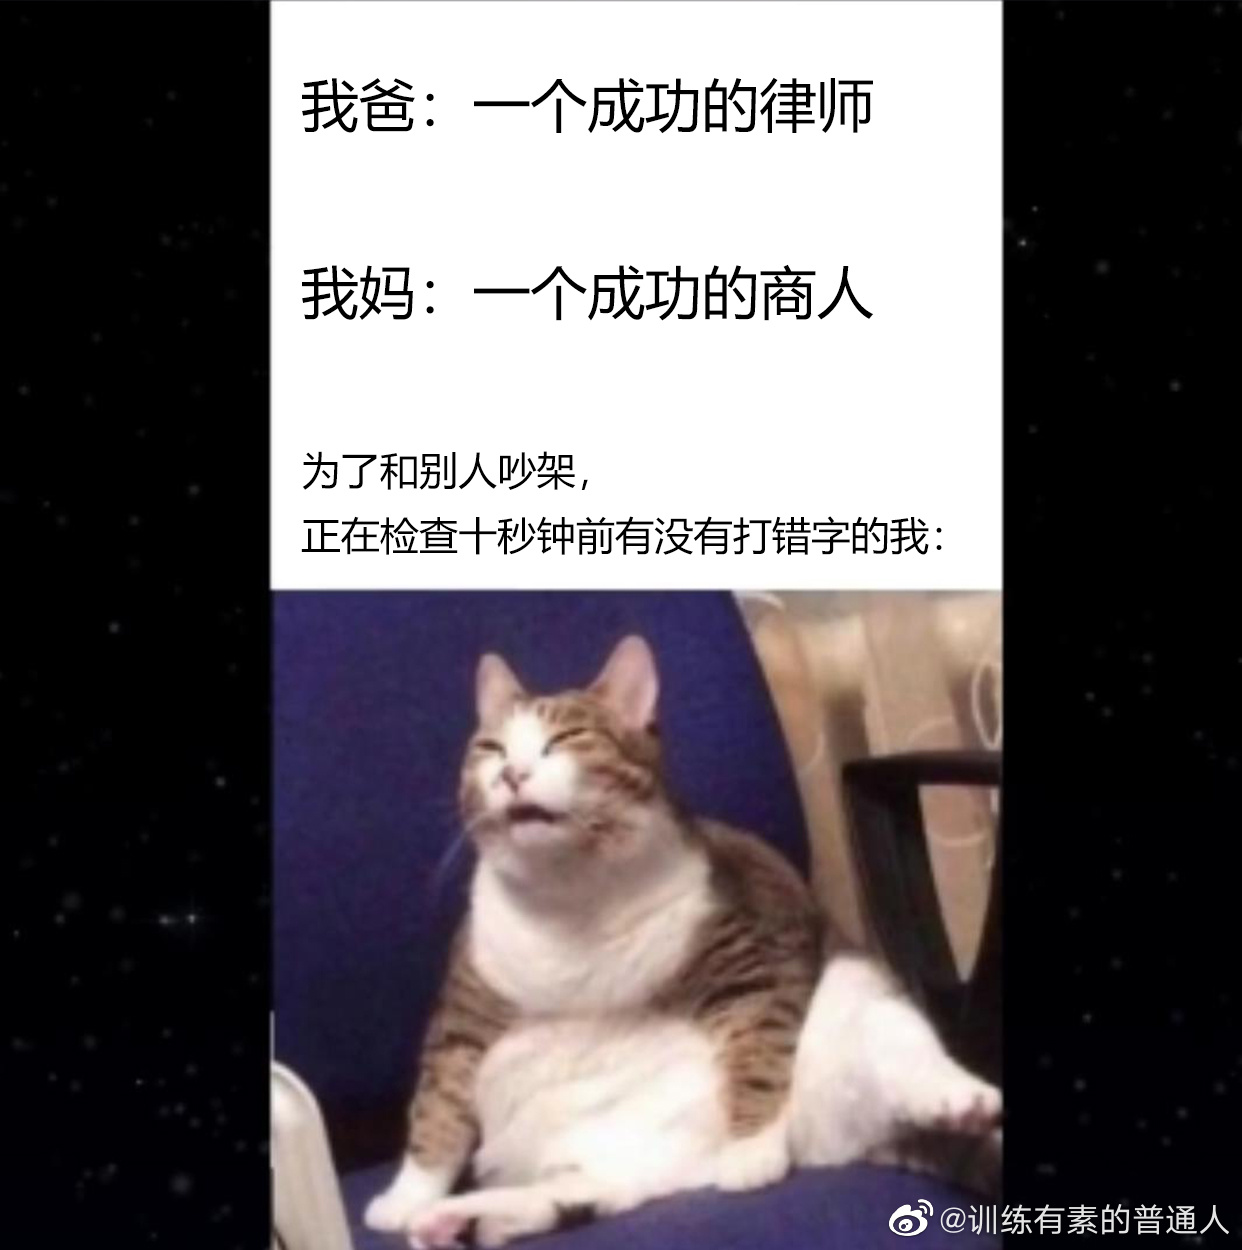 我爸：一个成功的律师
我妈：一个成功的商人
为了和别人吵架，
正在检查十秒钟前有没有打错字的我：
@训练有素的普通人